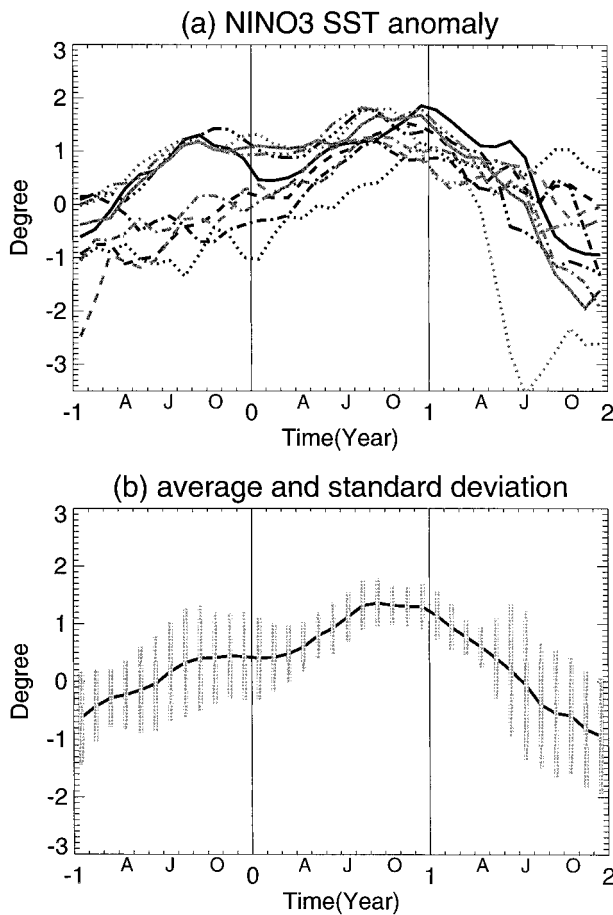 (a) NINO3 SST anomaly
3
2
1
0
-1
-2
-3
Degree
-1 A J O 0 A J O 1 A J O 2
Time(Year)
(b) average and standard deviation
3
2
1
0
-1
-2
-3
Degree
-1 A J O 0 A J O 1 A J O 2
Time(Year)